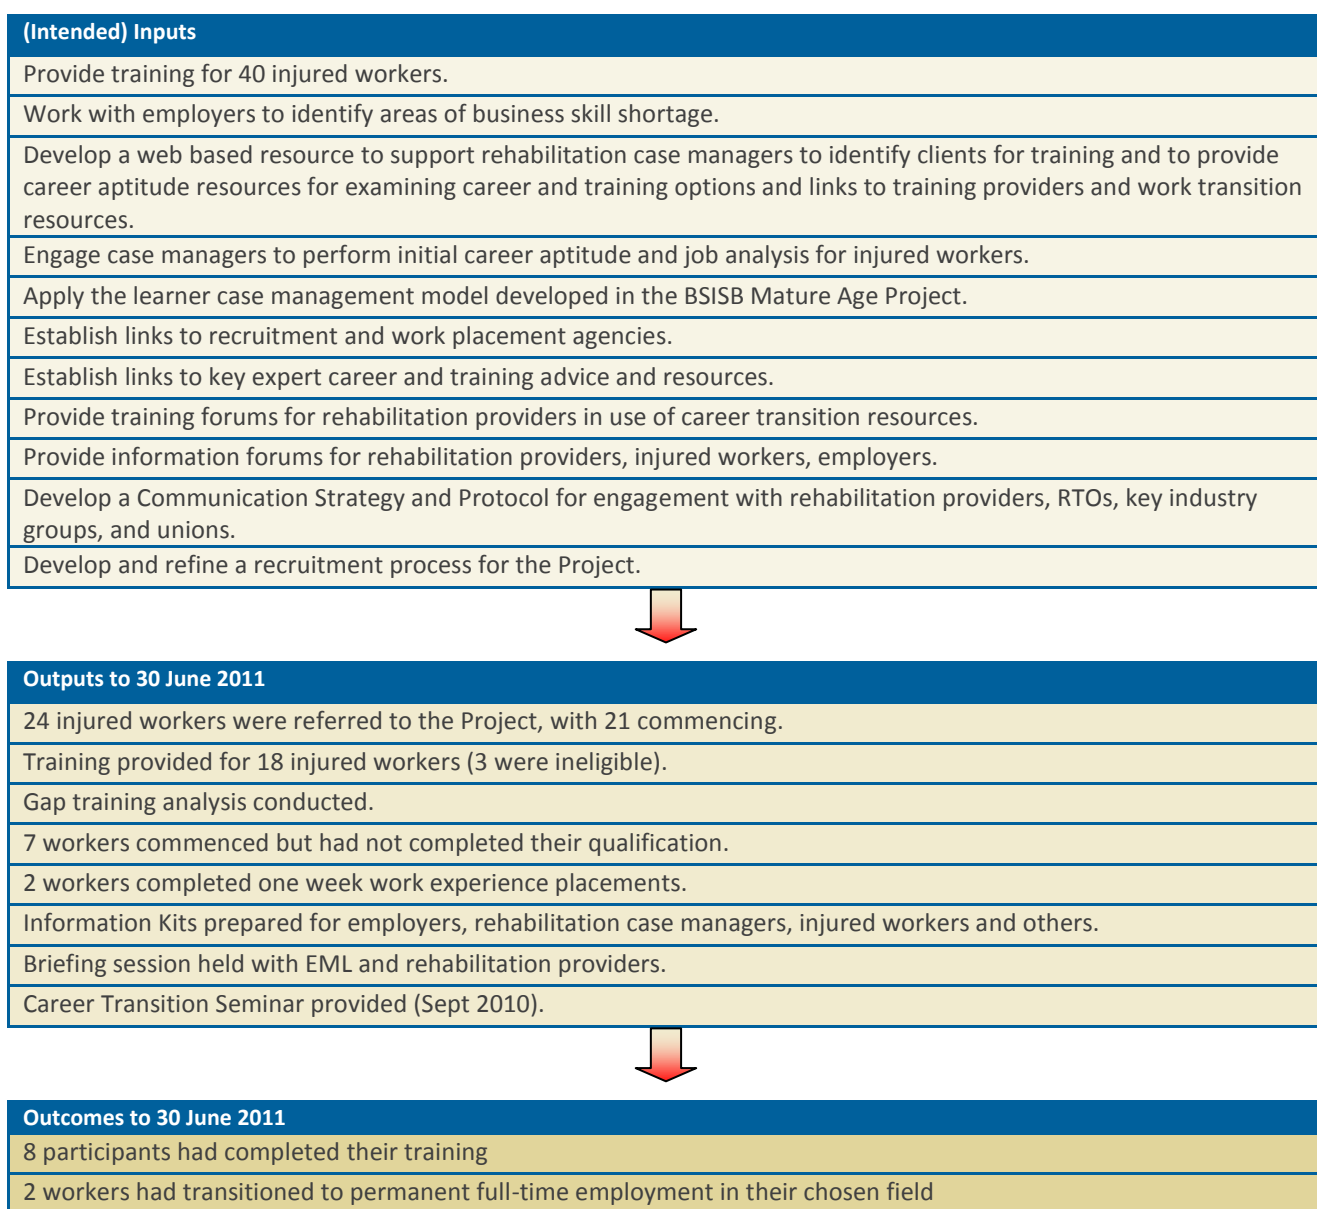 (Intended) Inputs
Provide training for 40 injured workers.
Work with employers to identify areas of business skill shortage.
Develop a web based resource to support rehabilitation case managers to identify clients for training and to provide
career aptitude resources for examining career and training options and links to training providers and work transition
resources.
Engage case managers to perform initial career aptitude and job analysis for injured workers.
Apply the learner case management model developed in the BSISB Mature Age Project.
Establish links to recruitment and work placement agencies.
Establish links to key expert career and training advice and resources.
Provide training forums for rehabilitation providers in use of career transition resources.
Provide information forums for rehabilitation providers, injured workers, employers.
Develop a Communication Strategy and Protocol for engagement with rehabilitation providers, RTOs, key industry
groups, and unions.
Develop and refine a recruitment process for the Project.
Outputs to 30 June 2011
24 injured workers were referred to the Project, with 21 commencing.
Training provided for 18 injured workers (3 were ineligible).
Gap training analysis conducted.
7 workers commenced but had not completed their qualification.
2 workers completed one week work experience placements.
Information Kits prepared for employers, rehabilitation case managers, injured workers and others.
Briefing session held with EML and rehabilitation providers.
Career Transition Seminar provided (Sept 2010).
Outcomes to 30 June 2011
8 participants had completed their training
2 workers had transitioned to permanent full-time employment in their chosen field